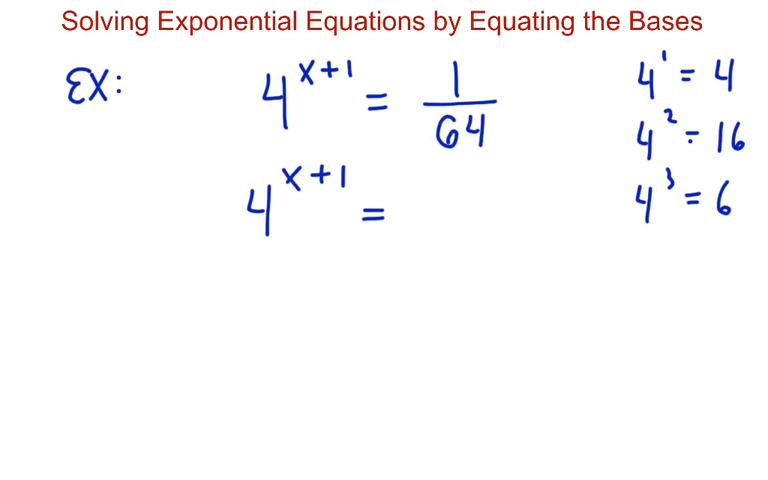 Solving Exponential Equations by Equating the Bases
EX: 4^(x+1) = 1/64
4^(x+1) =
4^1 = 4
4^2 = 16
4^3 = 6